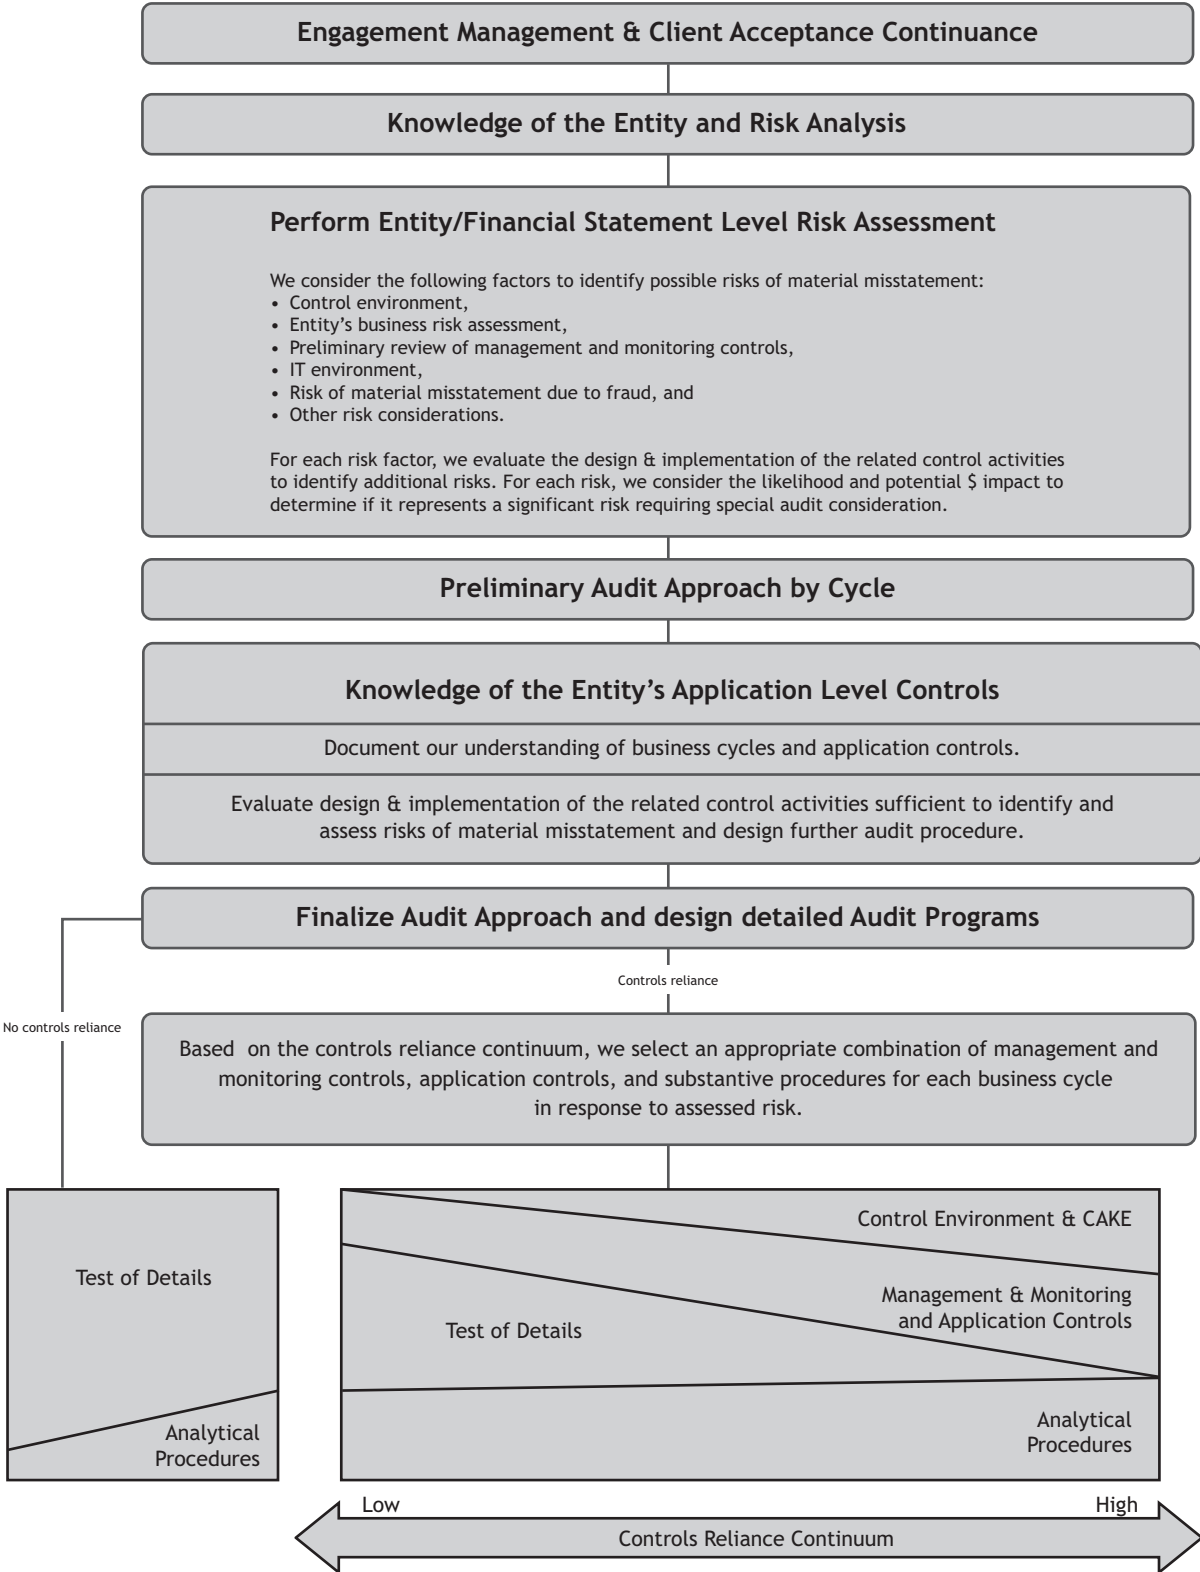 Engagement Management & Client Acceptance Continuance
Knowledge of the Entity and Risk Analysis
Perform Entity/Financial Statement Level Risk Assessment
We consider the following factors to identify possible risks of material misstatement:
• Control environment,
• Entity’s business risk assessment,
• Preliminary review of management and monitoring controls,
• IT environment,
• Risk of material misstatement due to fraud, and
• Other risk considerations.
For each risk factor, we evaluate the design & implementation of the related control activities
to identify additional risks. For each risk, we consider the likelihood and potential $ impact to
determine if it represents a significant risk requiring special audit consideration.
Preliminary Audit Approach by Cycle
Knowledge of the Entity’s Application Level Controls
Document our understanding of business cycles and application controls.
Evaluate design & implementation of the related control activities sufficient to identify and
assess risks of material misstatement and design further audit procedure.
Finalize Audit Approach and design detailed Audit Programs
Controls reliance
No controls reliance
Based on the controls reliance continuum, we select an appropriate combination of management and
monitoring controls, application controls, and substantive procedures for each business cycle
in response to assessed risk.
Test of Details
Analytical
Procedures
Control Environment & CAKE
Management & Monitoring
and Application Controls
Test of Details
Analytical
Procedures
Low
High
Controls Reliance Continuum